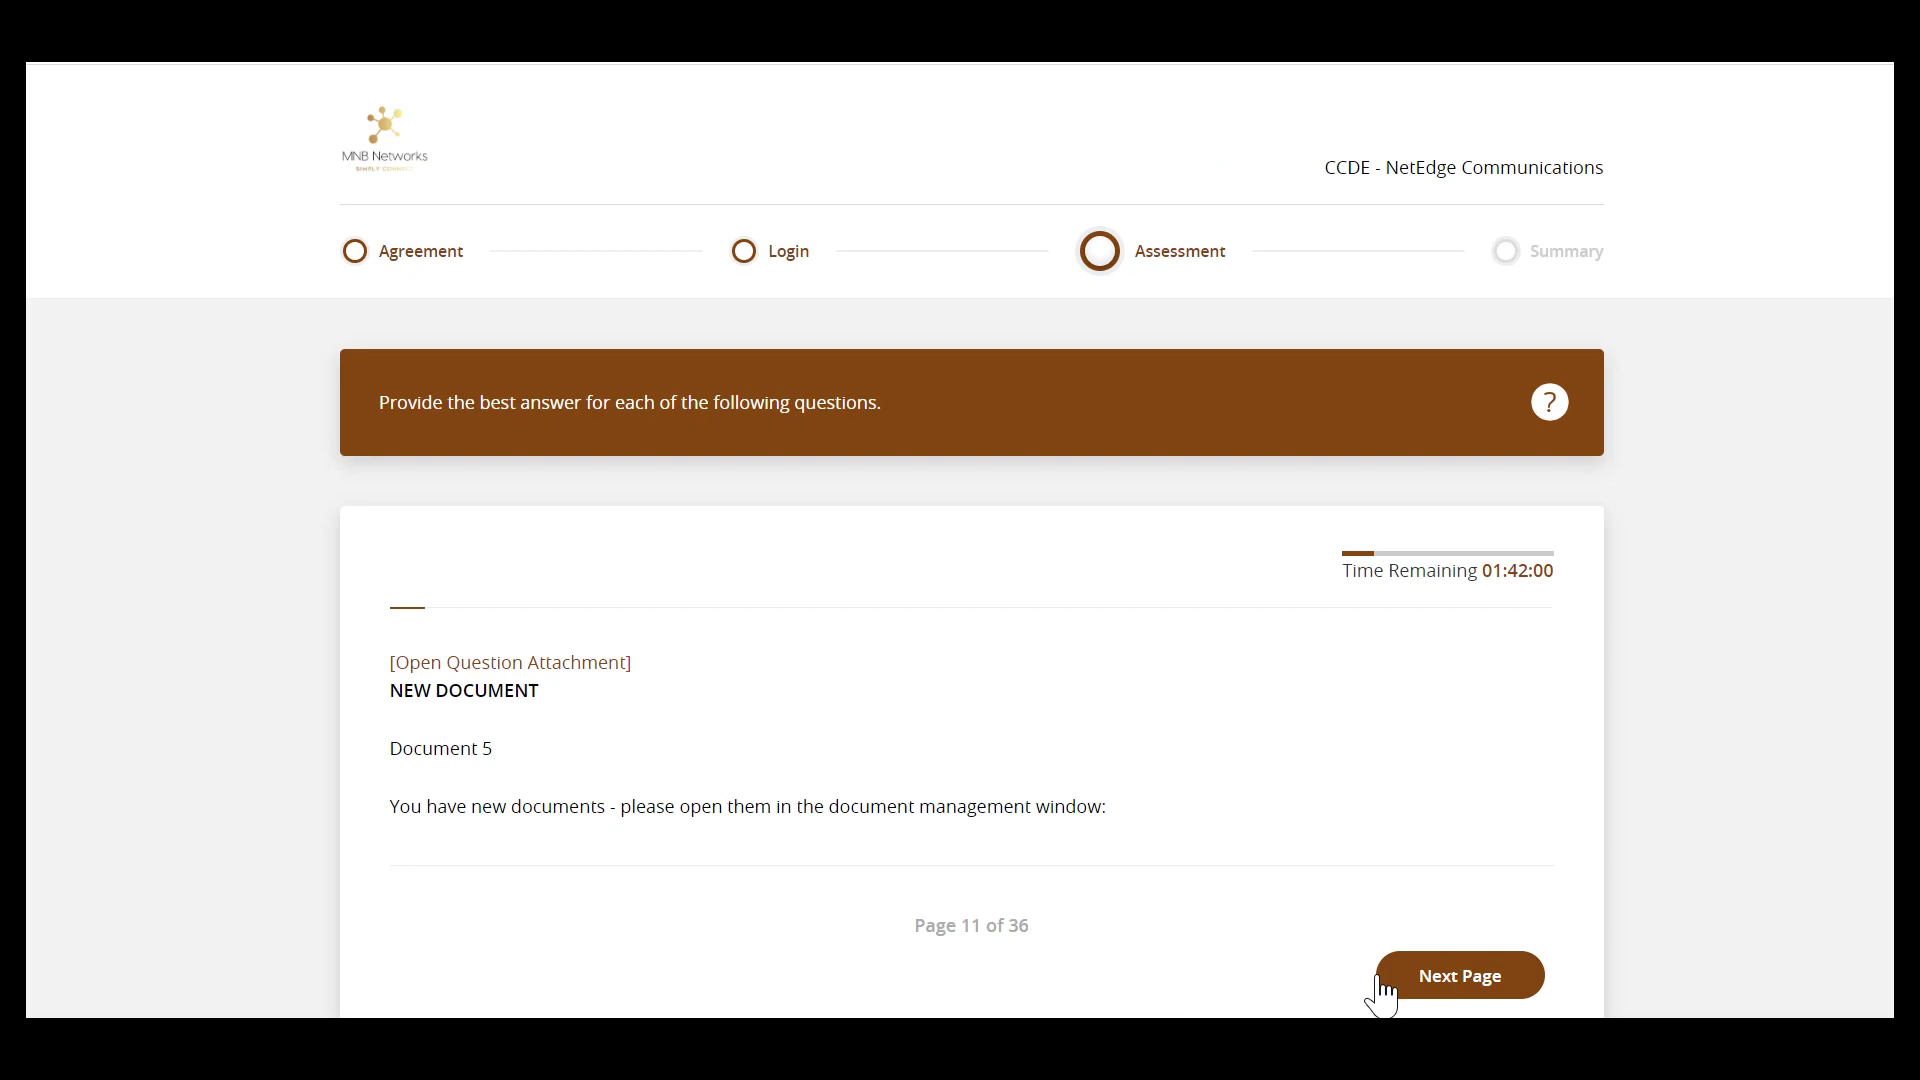 MNB Networks
SIMPLY CONNECT
CCDE - NetEdge Communications
Agreement
Login
Assessment
Summary
Provide the best answer for each of the following questions.
?
Time Remaining 01:42:00
[Open Question Attachment]
NEW DOCUMENT
Document 5
You have new documents - please open them in the document management window:
Page 11 of 36
Next Page